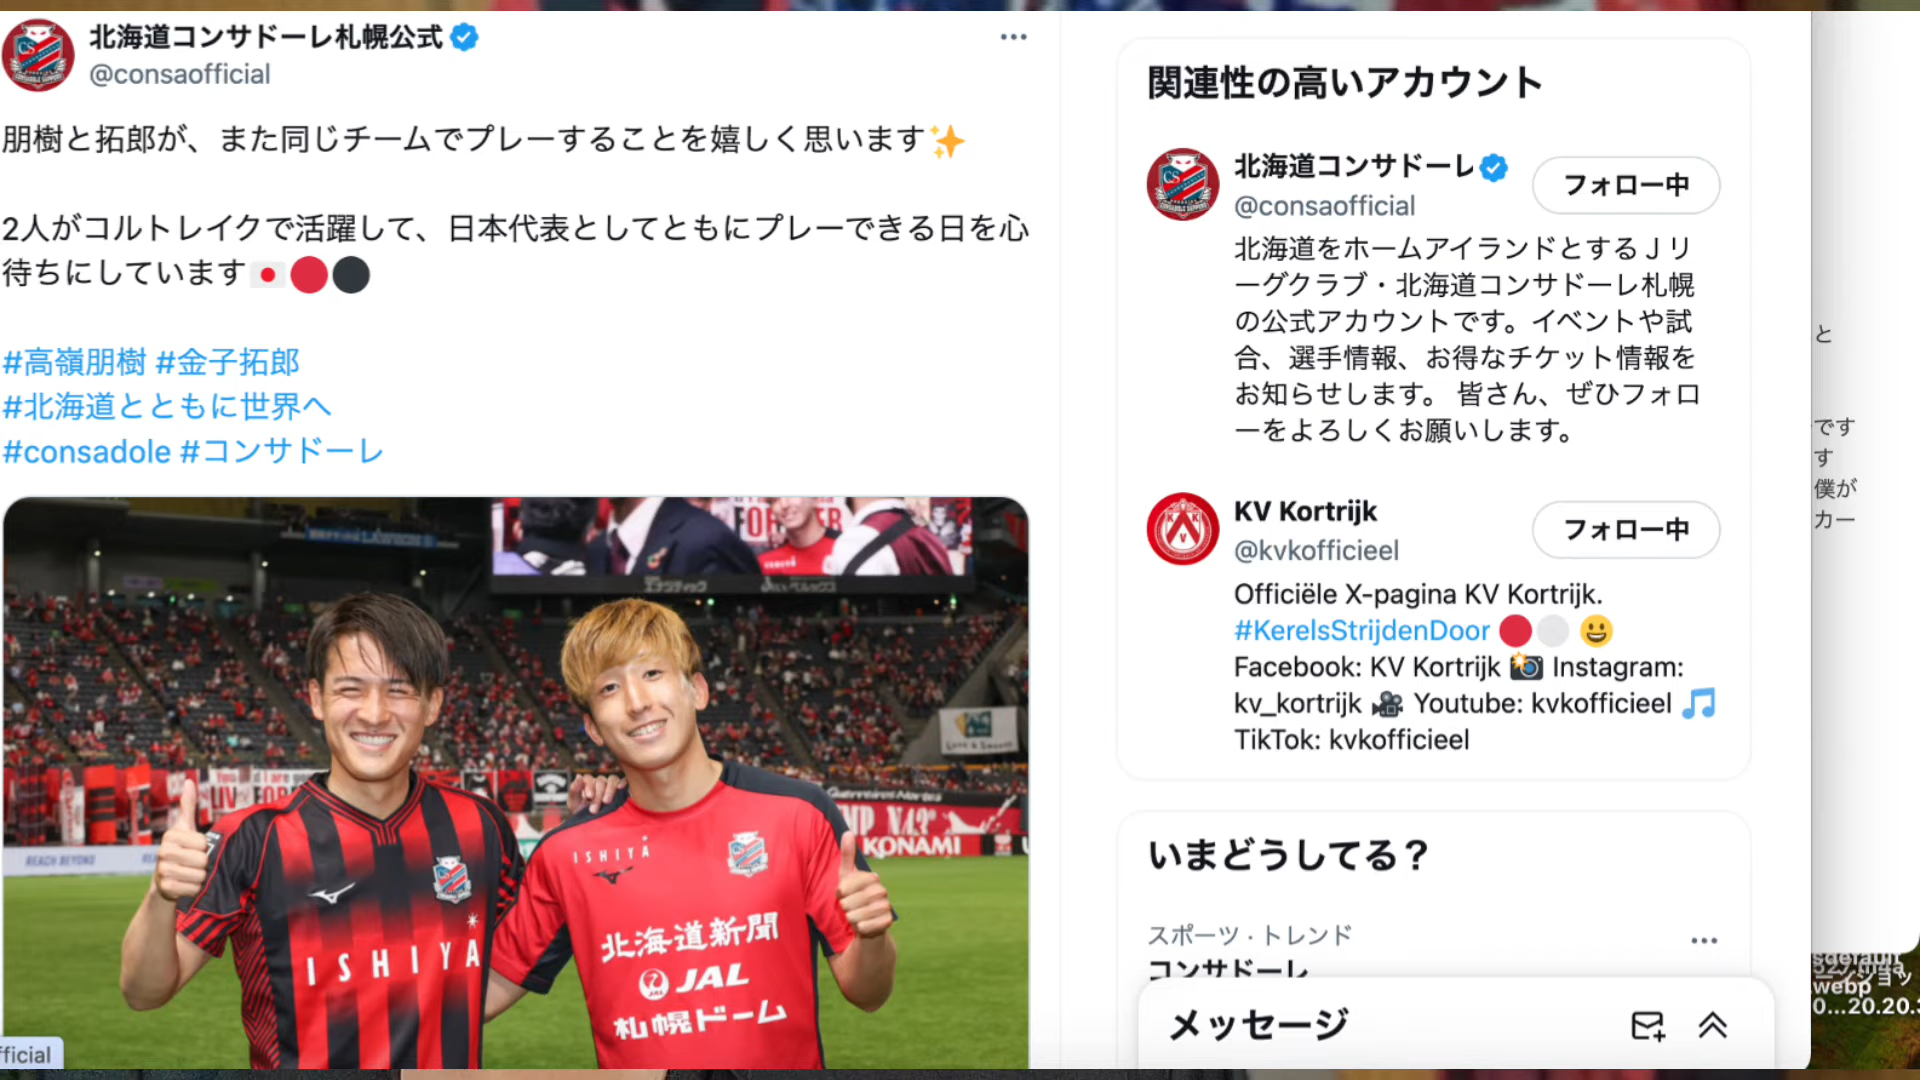 北海道コンサドーレ札幌公式
@consaofficial
朋樹と拓郎が、また同じチームでプレーすることを嬉しく思います✨
2人がコルトレイクで活躍して、日本代表としてともにプレーできる日を心
待ちにしています🇯🇵🔴⚫
#高嶺朋樹 #金子拓郎
#北海道とともに世界へ
#consadole #コンサドーレ
ISHIYA
ISHIYA
北海道新聞
JAL
札幌ドーム
KONAMI
REACH BEYOND
fficial
関連性の高いアカウント
北海道コンサドーレ
@consaofficial
フォロー中
北海道をホームアイランドとするJリ
ーグクラブ・北海道コンサドーレ札幌
の公式アカウントです。イベントや試
合、選手情報、お得なチケット情報を
お知らせします。 皆さん、ぜひフォロ
ーをよろしくお願いします。
KV Kortrijk
@kvkofficieel
フォロー中
Officiële X-pagina KV Kortrijk.
#KerelsStrijdenDoor 🔴⚪ 😀
Facebook: KV Kortrijk 📸 Instagram:
kv_kortrijk 🎥 Youtube: kvkofficieel 🎵
TikTok: kvkofficieel
いまどうしてる？
スポーツ・トレンド
コンサドーレ
メッセージ
と
です
す
僕が
カー
webp
0...20.20.